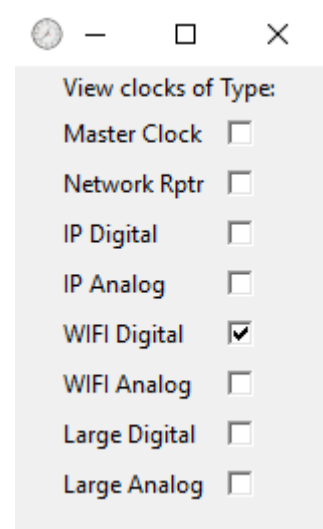 View clocks of Type:
Master Clock
Network Rptr
IP Digital
IP Analog
WIFI Digital
WIFI Analog
Large Digital
Large Analog